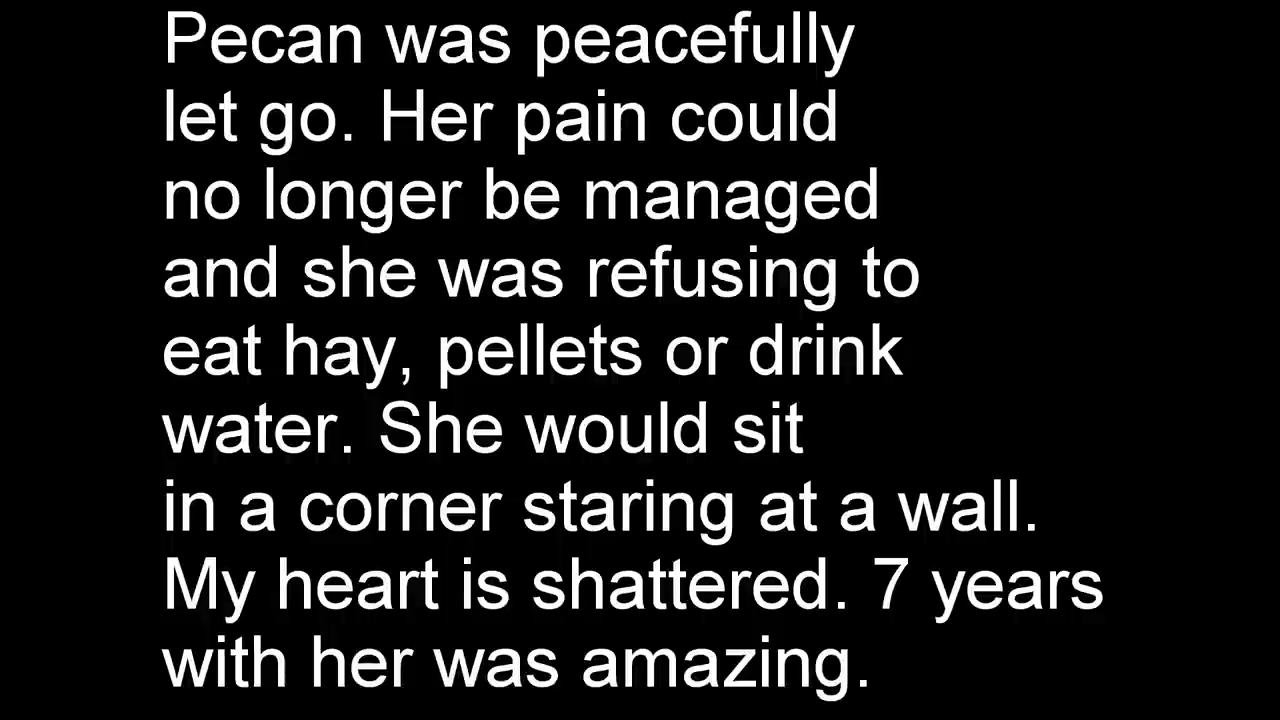 Pecan was peacefully
let go. Her pain could
no longer be managed
and she was refusing to
eat hay, pellets or drink
water. She would sit
in a corner staring at a wall.
My heart is shattered. 7 years
with her was amazing.